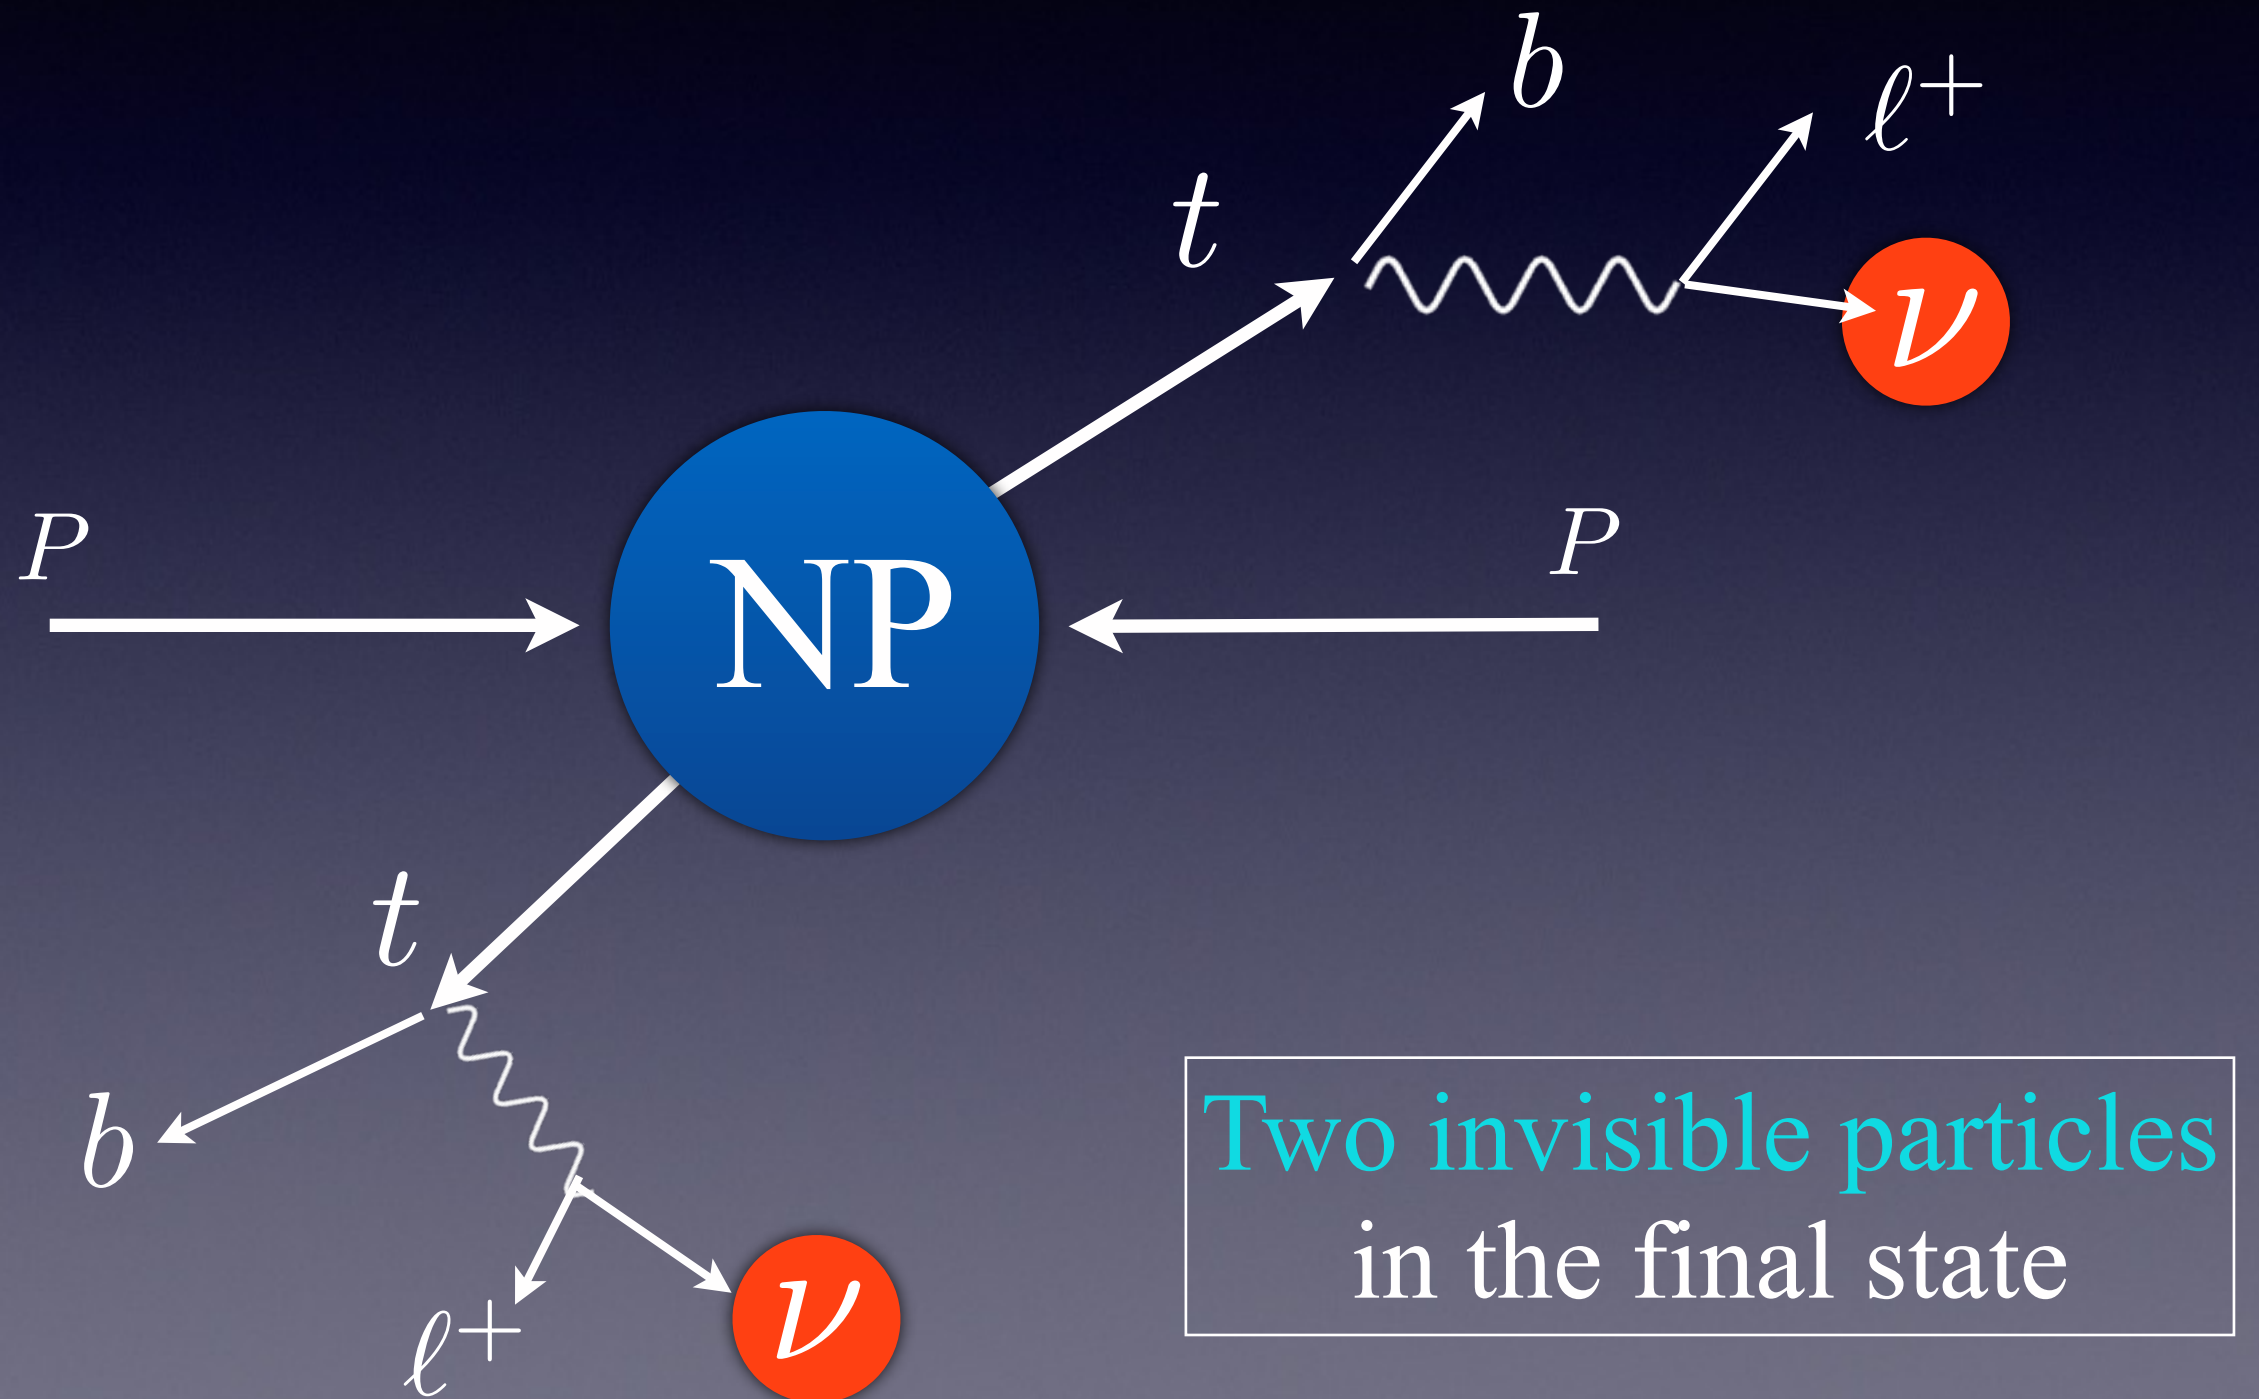 b
ℓ⁺
t
ν
P
P
NP
t
b
Two invisible particles
in the final state
ν
ℓ⁺